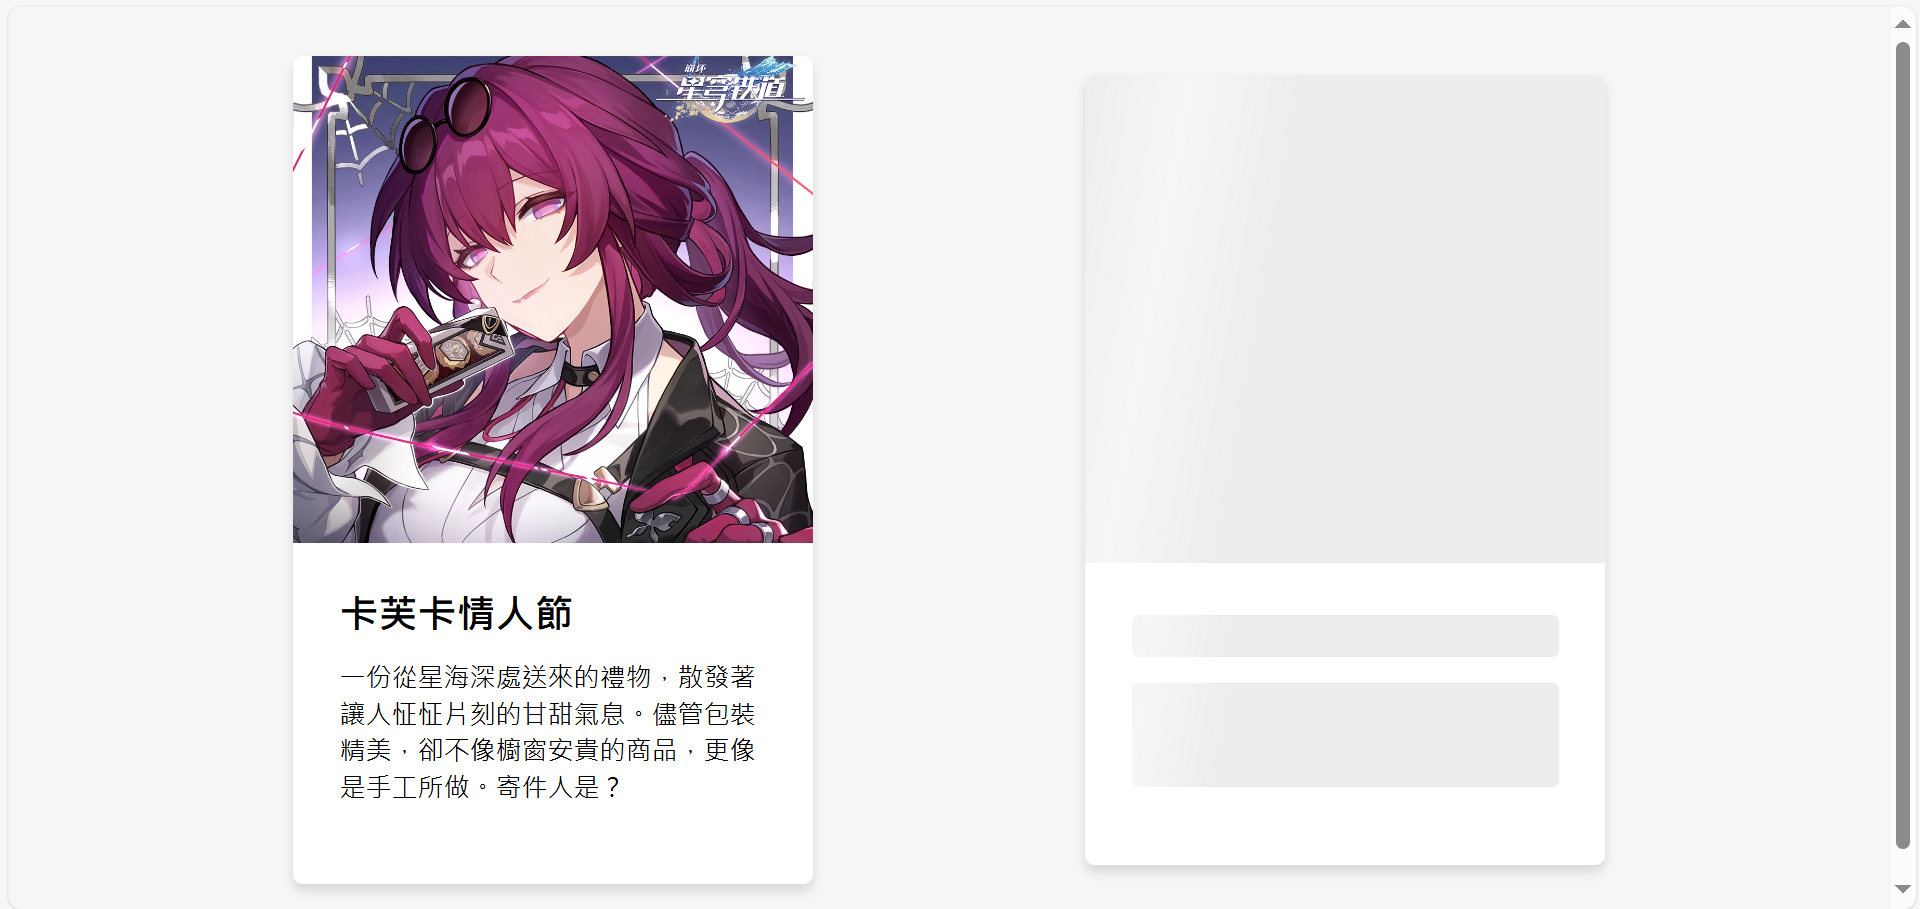 崩坏
星穹铁道
卡芙卡情人節
一份從星海深處送來的禮物，散發著
讓人怔怔片刻的甘甜氣息。儘管包裝
精美，卻不像櫥窗安貴的商品，更像
是手工所做。寄件人是？